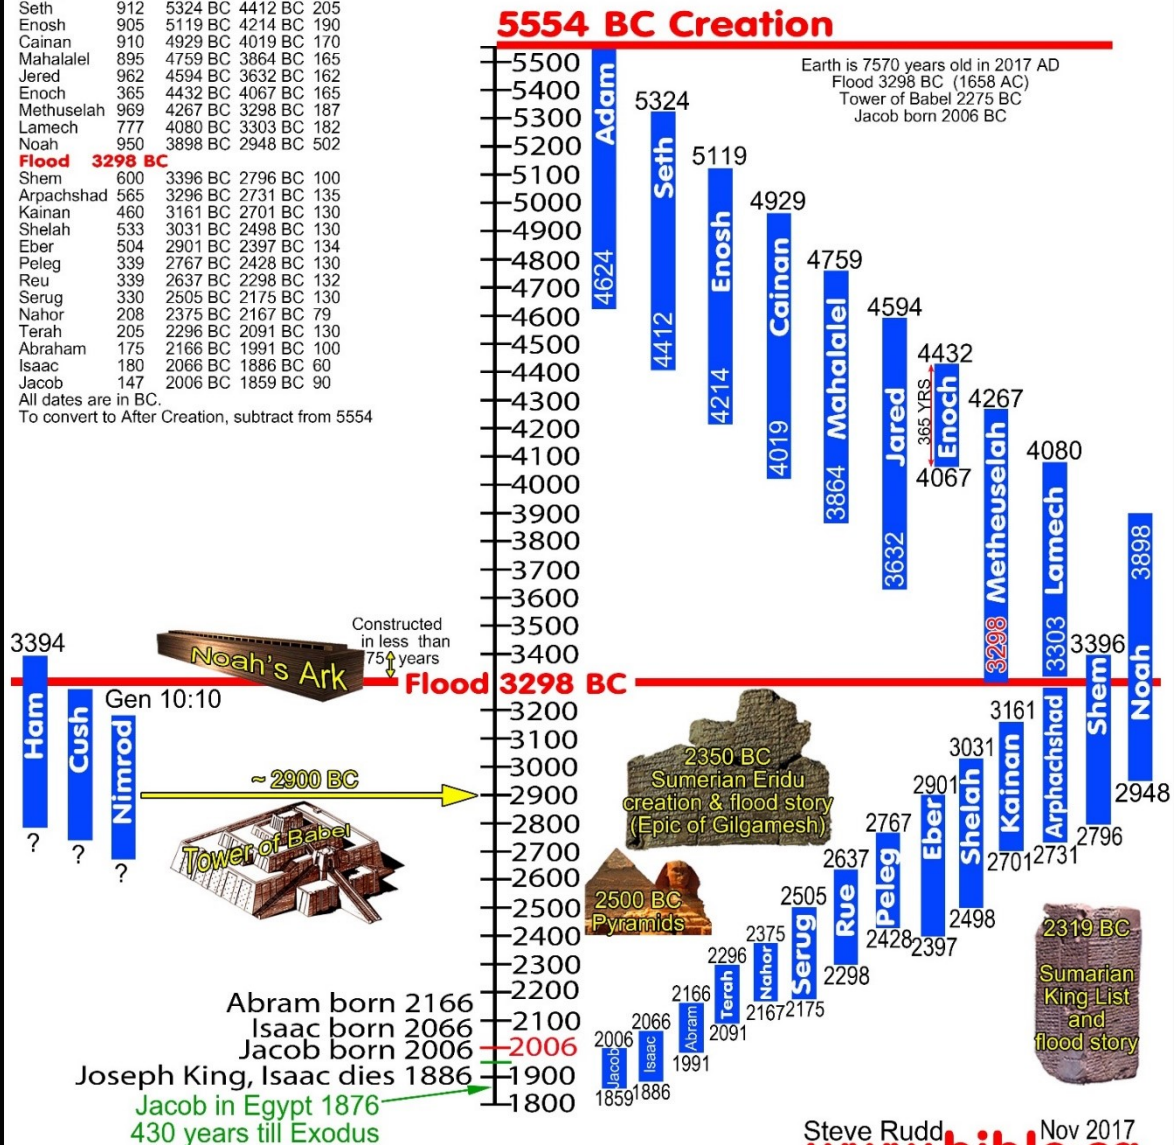 Seth 912 5324 BC 4412 BC 205
Enosh 905 5119 BC 4214 BC 190
Cainan 910 4929 BC 4019 BC 170
Mahalalel 895 4759 BC 3864 BC 165
Jered 962 4594 BC 3632 BC 162
Enoch 365 4432 BC 4067 BC 165
Methuselah 969 4267 BC 3298 BC 187
Lamech 777 4080 BC 3303 BC 182
Noah 950 3898 BC 2948 BC 502
Flood 3298 BC
Shem 600 3396 BC 2796 BC 100
Arpachshad 565 3296 BC 2731 BC 135
Kainan 460 3161 BC 2701 BC 130
Shelah 533 3031 BC 2498 BC 130
Eber 504 2901 BC 2397 BC 134
Peleg 339 2767 BC 2428 BC 130
Reu 339 2637 BC 2298 BC 132
Serug 330 2505 BC 2175 BC 130
Nahor 208 2375 BC 2167 BC 79
Terah 205 2296 BC 2091 BC 130
Abraham 175 2166 BC 1991 BC 100
Isaac 180 2066 BC 1886 BC 60
Jacob 147 2006 BC 1859 BC 90
All dates are in BC.
To convert to After Creation, subtract from 5554
5554 BC Creation
Earth is 7570 years old in 2017 AD
Flood 3298 BC (1658 AC)
Tower of Babel 2275 BC
Jacob born 2006 BC
5500
5400
5300
5200
5100
5000
4900
4800
4700
4600
4500
4400
4300
4200
4100
4000
3900
3800
3700
3600
3500
3400
Flood 3298 BC
3200
3100
3000
2900
2800
2700
2600
2500
2400
2300
2200
2100
2006
1900
1800
Adam 4624
5324 Seth 4412
5119 Enosh 4214
4929 Cainan 4019
4759 Mahalalel 3864
4594 Jared 3632
4432 Enoch 4067
365 YRS
4267 Metheuselah 3298
4080 Lamech 3303
3898 Noah 2948
3396 Shem 2796
Arphachshad 2731
3161 Kainan 2701
3031 Shelah 2498
2901 Eber 2397
2767 Peleg 2428
2637 Rue 2298
2505 Serug 2175
2375 Nahor 2167
2296 Terah 2091
2166 Abram 1991
2066 Isaac 1886
2006 Jacob 1859
3394 Ham ?
Cush ?
Nimrod ?
Gen 10:10
Noah's Ark
Constructed
in less than
75 years
~ 2900 BC
Tower of Babel
2350 BC
Sumerian Eridu
creation & flood story
(Epic of Gilgamesh)
2500 BC
Pyramids
2319 BC
Sumarian
King List
and
flood story
Abram born 2166
Isaac born 2066
Jacob born 2006
Joseph King, Isaac dies 1886
Jacob in Egypt 1876
430 years till Exodus
Steve Rudd Nov 2017